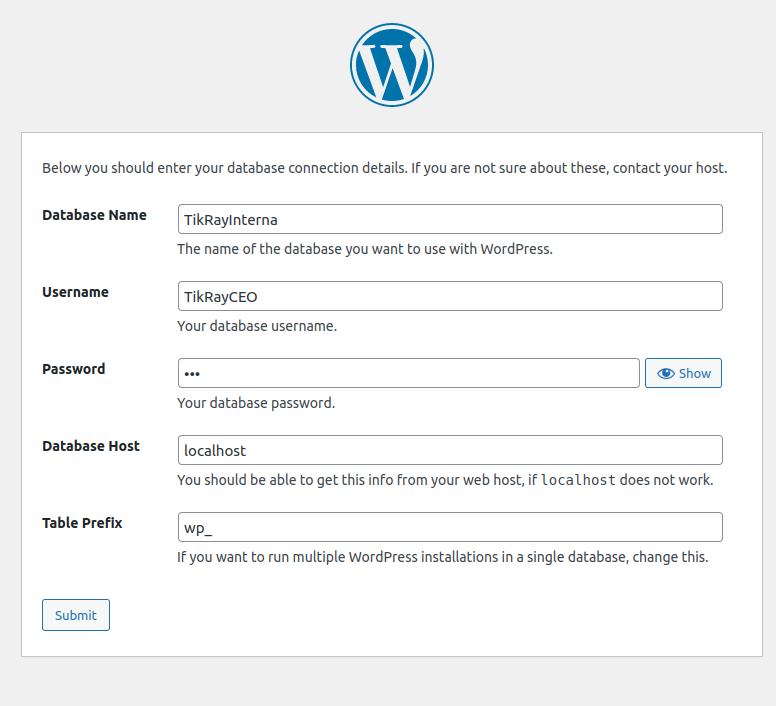 Below you should enter your database connection details. If you are not sure about these, contact your host.
Database Name
TikRayInterna
The name of the database you want to use with WordPress.
Username
TikRayCEO
Your database username.
Password
•••
Show
Your database password.
Database Host
localhost
You should be able to get this info from your web host, if localhost does not work.
Table Prefix
wp_
If you want to run multiple WordPress installations in a single database, change this.
Submit